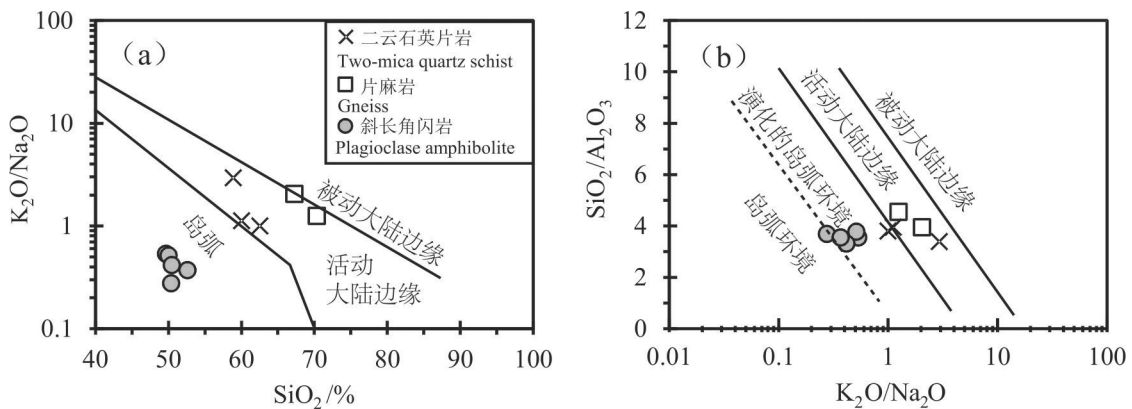 (a)
100
10
1
0.1
K₂O/Na₂O
40
50
60
70
80
90
100
SiO₂/%
二云石英片岩
Two-mica quartz schist
片麻岩
Gneiss
斜长角闪岩
Plagioclase amphibolite
岛弧
被动大陆边缘
活动
大陆边缘
(b)
12
10
8
6
4
2
0
SiO₂/Al₂O₃
0.01
0.1
1
10
100
K₂O/Na₂O
演化的岛弧环境
岛弧环境
活动大陆边缘
被动大陆边缘